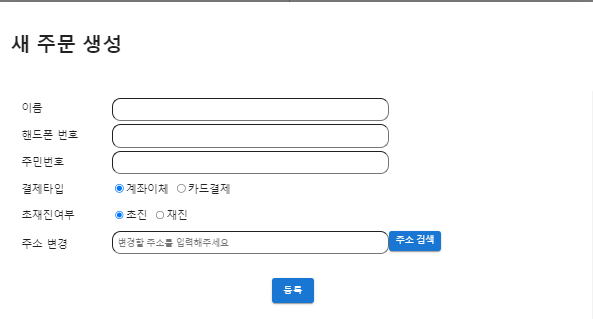 새 주문 생성
이름
핸드폰 번호
주민번호
결제타입 계좌이체 카드결제
초재진여부 초진 재진
주소 변경 변경할 주소를 입력해주세요 주소 검색
등록